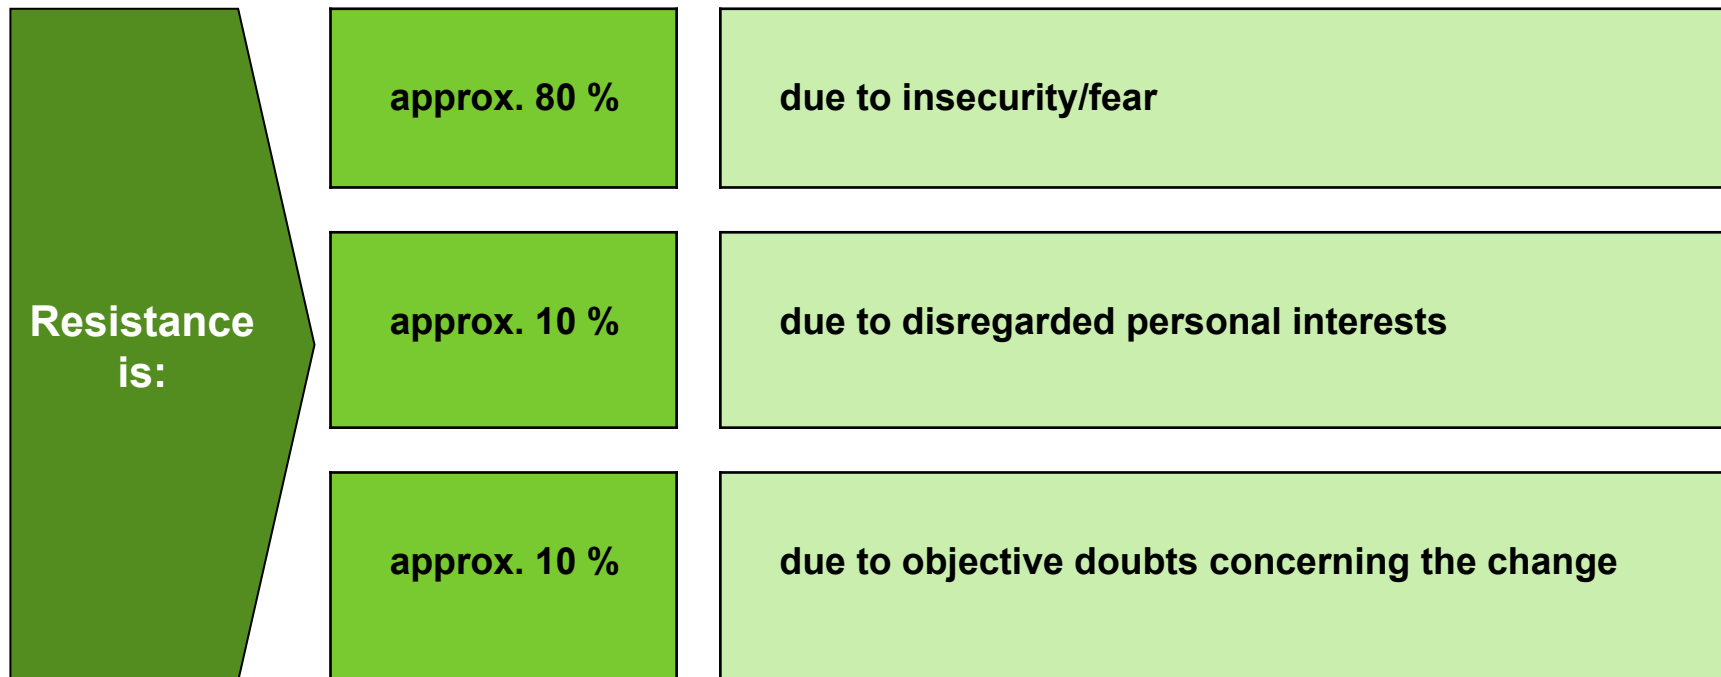 Resistance
is:
approx. 80 %
due to insecurity/fear
approx. 10 %
due to disregarded personal interests
approx. 10 %
due to objective doubts concerning the change